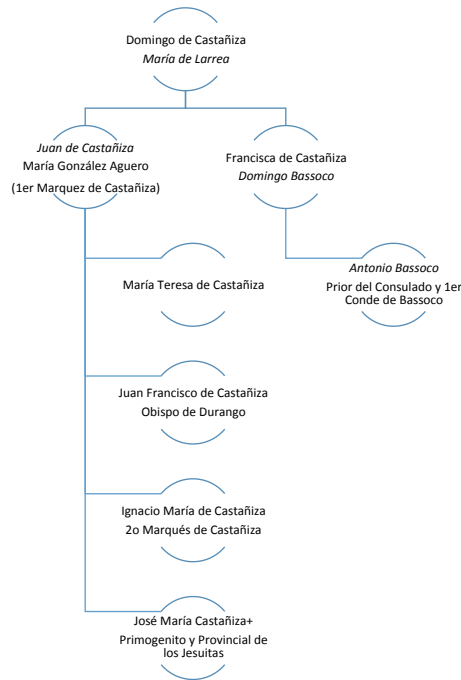 Domingo de Castañiza
María de Larrea
Juan de Castañiza
María González Aguero
(1er Marquez de Castañiza)
Francisca de Castañiza
Domingo Bassoco
María Teresa de Castañiza
Antonio Bassoco
Prior del Consulado y 1er
Conde de Bassoco
Juan Francisco de Castañiza
Obispo de Durango
Ignacio María de Castañiza
2o Marqués de Castañiza
José María Castañiza+
Primogenito y Provincial de
los Jesuitas